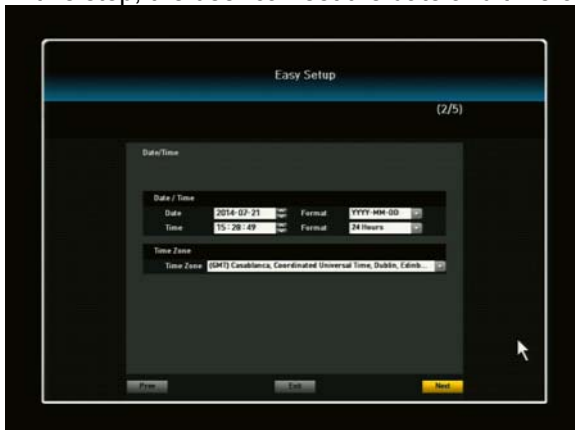 Easy Setup
(2/5)
Date/Time
Date / Time
Date 2014-07-21 Format YYYY-MM-DD
Time 15:28:49 Format 24 Hours
Time Zone
Time Zone (GMT) Casablanca, Coordinated Universal Time, Dublin, Edinb...
Prev Exit Next